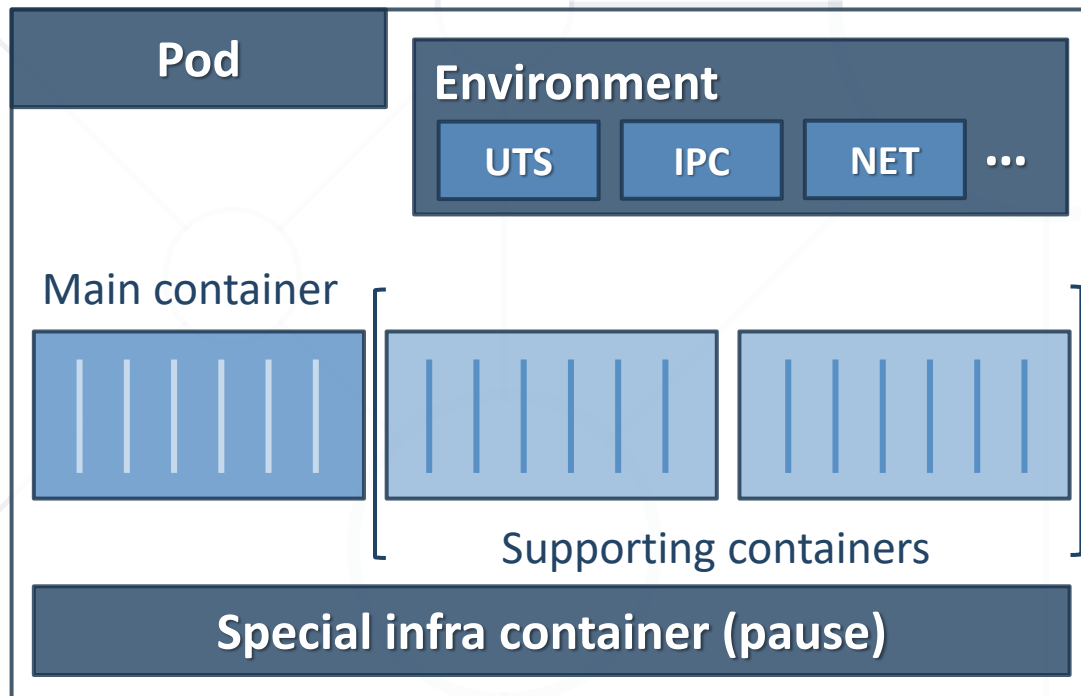 Pod
Environment
UTS
IPC
NET
...
Main container
Supporting containers
Special infra container (pause)